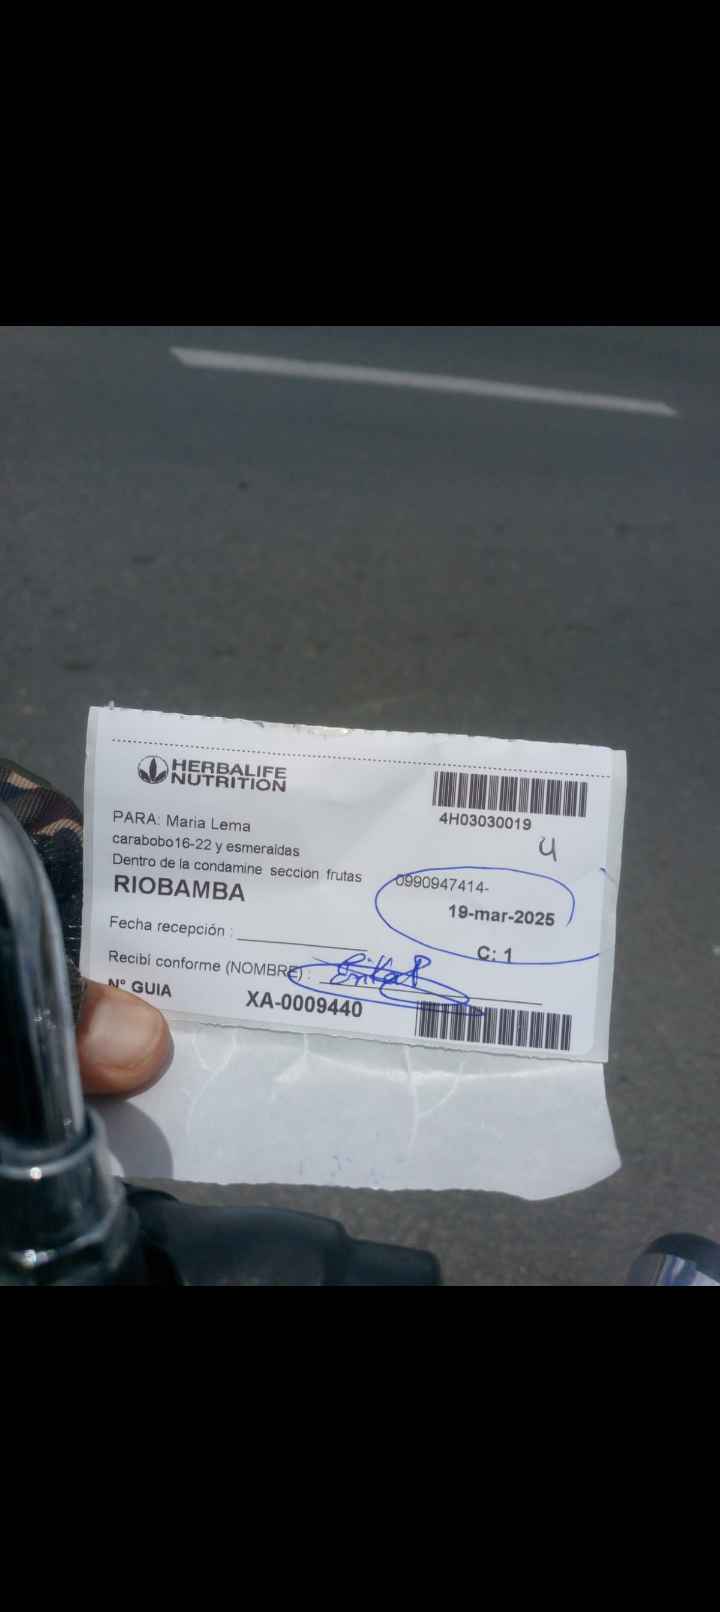 HERBALIFE
NUTRITION
4H03030019
4
PARA: Maria Lema
carabobo16-22 y esmeraldas
Dentro de la condamine seccion frutas
RIOBAMBA
0990947414-
19-mar-2025
C: 1
Fecha recepción :
Recibí conforme (NOMBRE) : Erika P
N° GUIA XA-0009440